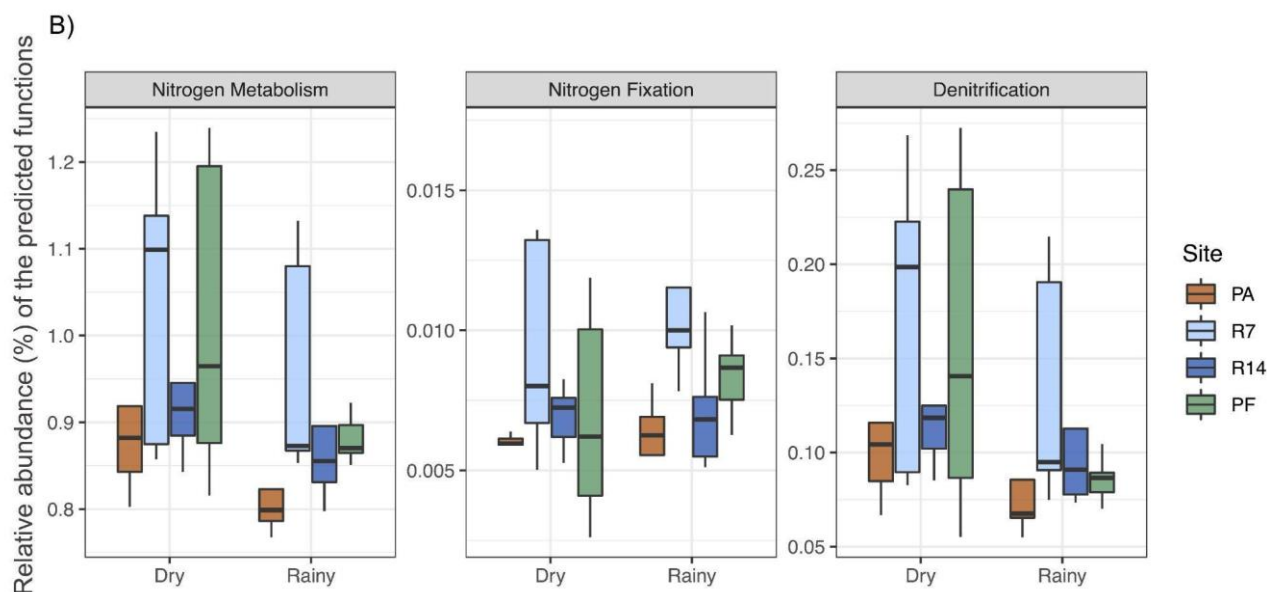 B)
Relative abundance (%) of the predicted functions
Nitrogen Metabolism
1.2
1.1
1.0
0.9
0.8
Dry Rainy
Nitrogen Fixation
0.015
0.010
0.005
Dry Rainy
Denitrification
0.25
0.20
0.15
0.10
0.05
Dry Rainy
Site
PA
R7
R14
PF